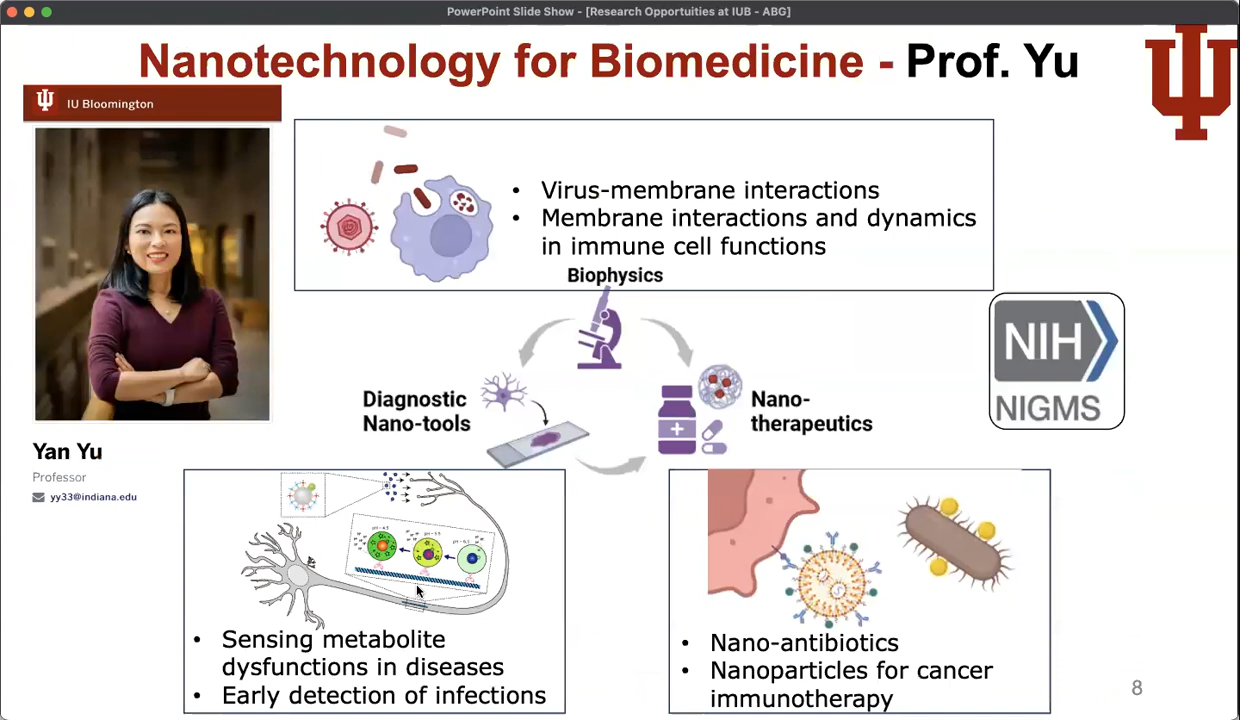 PowerPoint Slide Show - [Research Opportuities at IUB - ABG]
Nanotechnology for Biomedicine - Prof. Yu
IU Bloomington
• Virus-membrane interactions
• Membrane interactions and dynamics
in immune cell functions
Biophysics
NIH
NIGMS
Diagnostic
Nano-tools
Nano-
therapeutics
Yan Yu
Professor
yy33@indiana.edu
• Sensing metabolite
dysfunctions in diseases
• Early detection of infections
• Nano-antibiotics
• Nanoparticles for cancer
immunotherapy
8